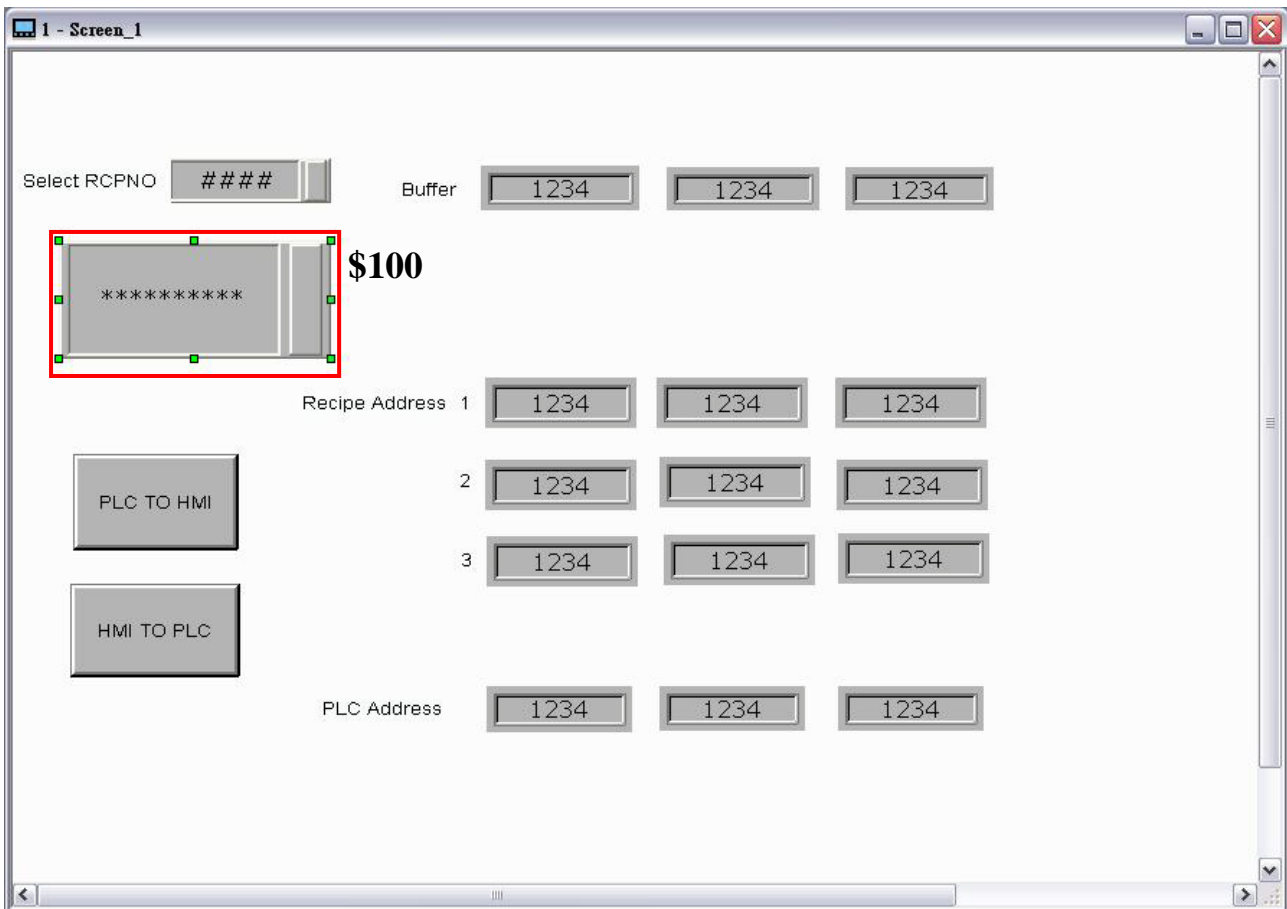 1 - Screen_1
Select RCPNO #### Buffer 1234 1234 1234
********** $100
Recipe Address 1 1234 1234 1234
2 1234 1234 1234
PLC TO HMI
3 1234 1234 1234
HMI TO PLC
PLC Address 1234 1234 1234